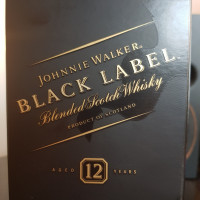 JOHNNIE WALKER
BLACK LABEL
Blended Scotch Whisky
PRODUCT OF SCOTLAND
AGED 12 YEARS